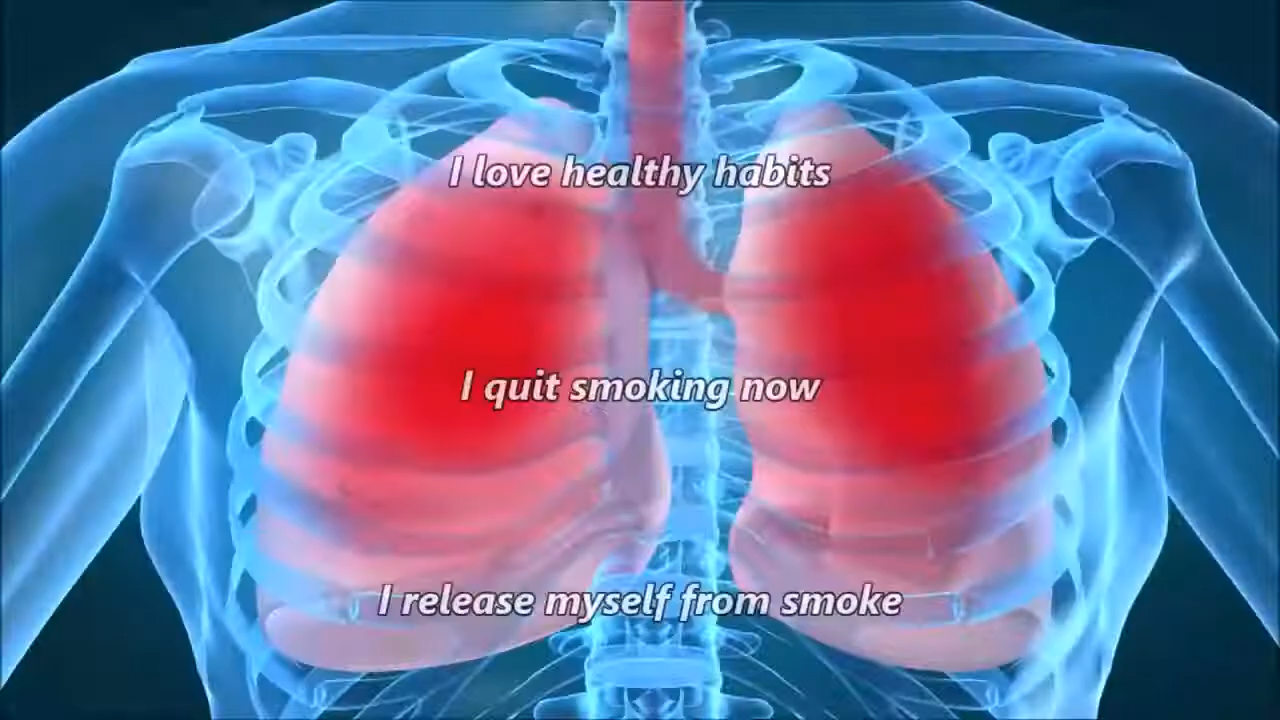 I love healthy habits
I quit smoking now
I release myself from smoke